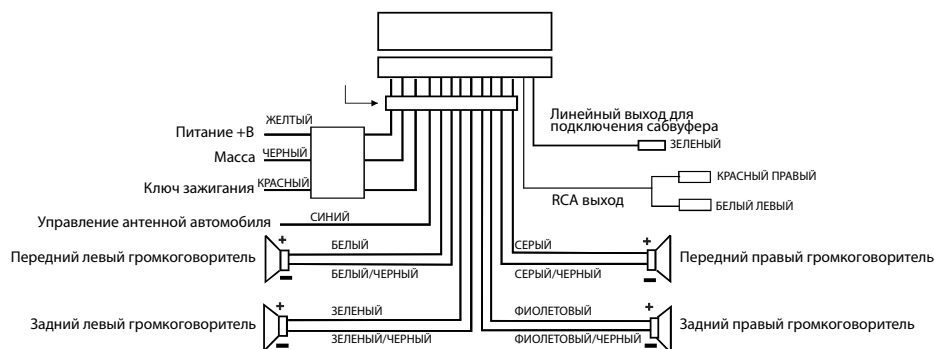 Линейный выход для
подключения сабвуфера
ЗЕЛЕНЫЙ
Питание +В
ЖЕЛТЫЙ
Масса
ЧЕРНЫЙ
Ключ зажигания
КРАСНЫЙ
КРАСНЫЙ ПРАВЫЙ
RCA выход
БЕЛЫЙ ЛЕВЫЙ
Управление антенной автомобиля
СИНИЙ
Передний левый громкоговоритель
+
БЕЛЫЙ
БЕЛЫЙ/ЧЕРНЫЙ
СЕРЫЙ
СЕРЫЙ/ЧЕРНЫЙ
+
Передний правый громкоговоритель
Задний левый громкоговоритель
+
ЗЕЛЕНЫЙ
ЗЕЛЕНЫЙ/ЧЕРНЫЙ
ФИОЛЕТОВЫЙ
ФИОЛЕТОВЫЙ/ЧЕРНЫЙ
+
Задний правый громкоговоритель